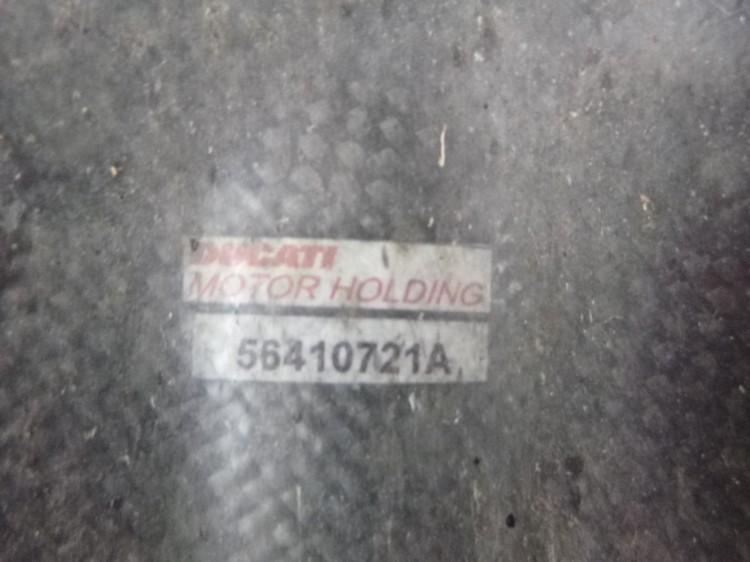 DUCATI
MOTOR HOLDING
56410721A